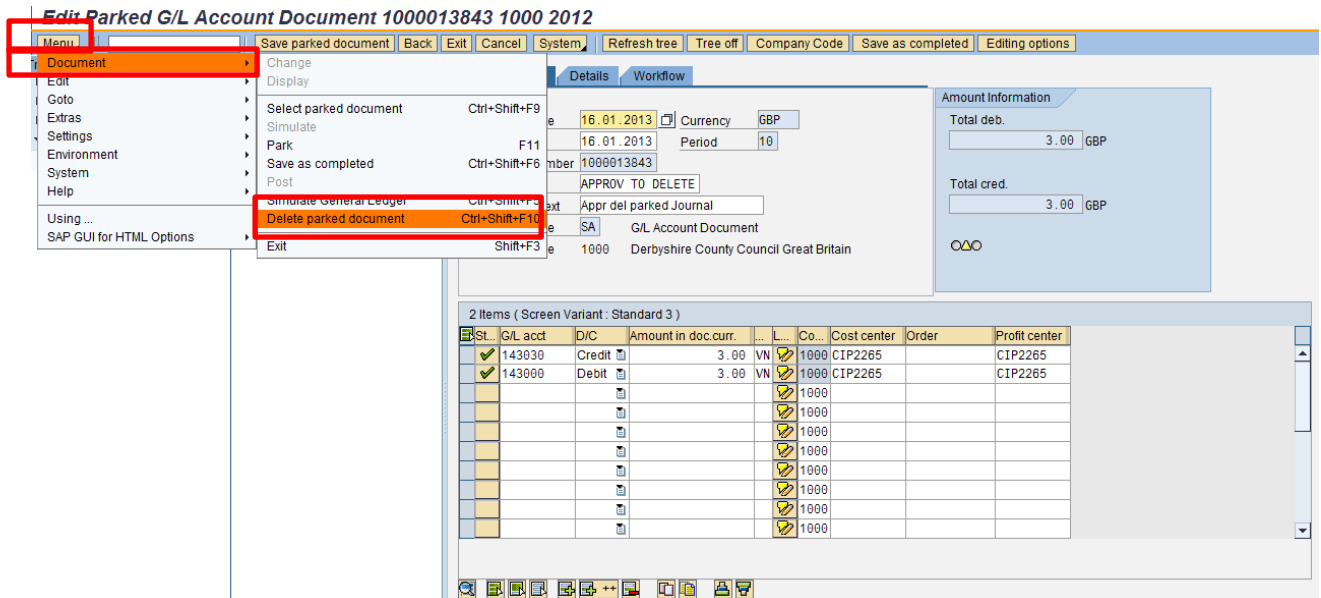 Edit Parked G/L Account Document 1000013843 1000 2012
Menu Save parked document Back Exit Cancel System Refresh tree Tree off Company Code Save as completed Editing options
Document
Edit
Goto
Extras
Settings
Environment
System
Help
Using ...
SAP GUI for HTML Options
Change
Display
Select parked document Ctrl+Shift+F9
Simulate
Park F11
Save as completed Ctrl+Shift+F6
Post
Simulate General Ledger
Delete parked document Ctrl+Shift+F10
Exit Shift+F3
Details Workflow
e 16.01.2013 Currency GBP
16.01.2013 Period 10
mber 1000013843
APPROV TO DELETE
ext Appr del parked Journal
e SA G/L Account Document
e 1000 Derbyshire County Council Great Britain
Amount Information
Total deb.
3.00 GBP
Total cred.
3.00 GBP
2 Items ( Screen Variant : Standard 3 )
St... G/L acct D/C Amount in doc.curr. ... L... Co... Cost center Order Profit center
143030 Credit 3.00 VN 1000 CIP2265 CIP2265
143000 Debit 3.00 VN 1000 CIP2265 CIP2265
1000
1000
1000
1000
1000
1000
1000
1000